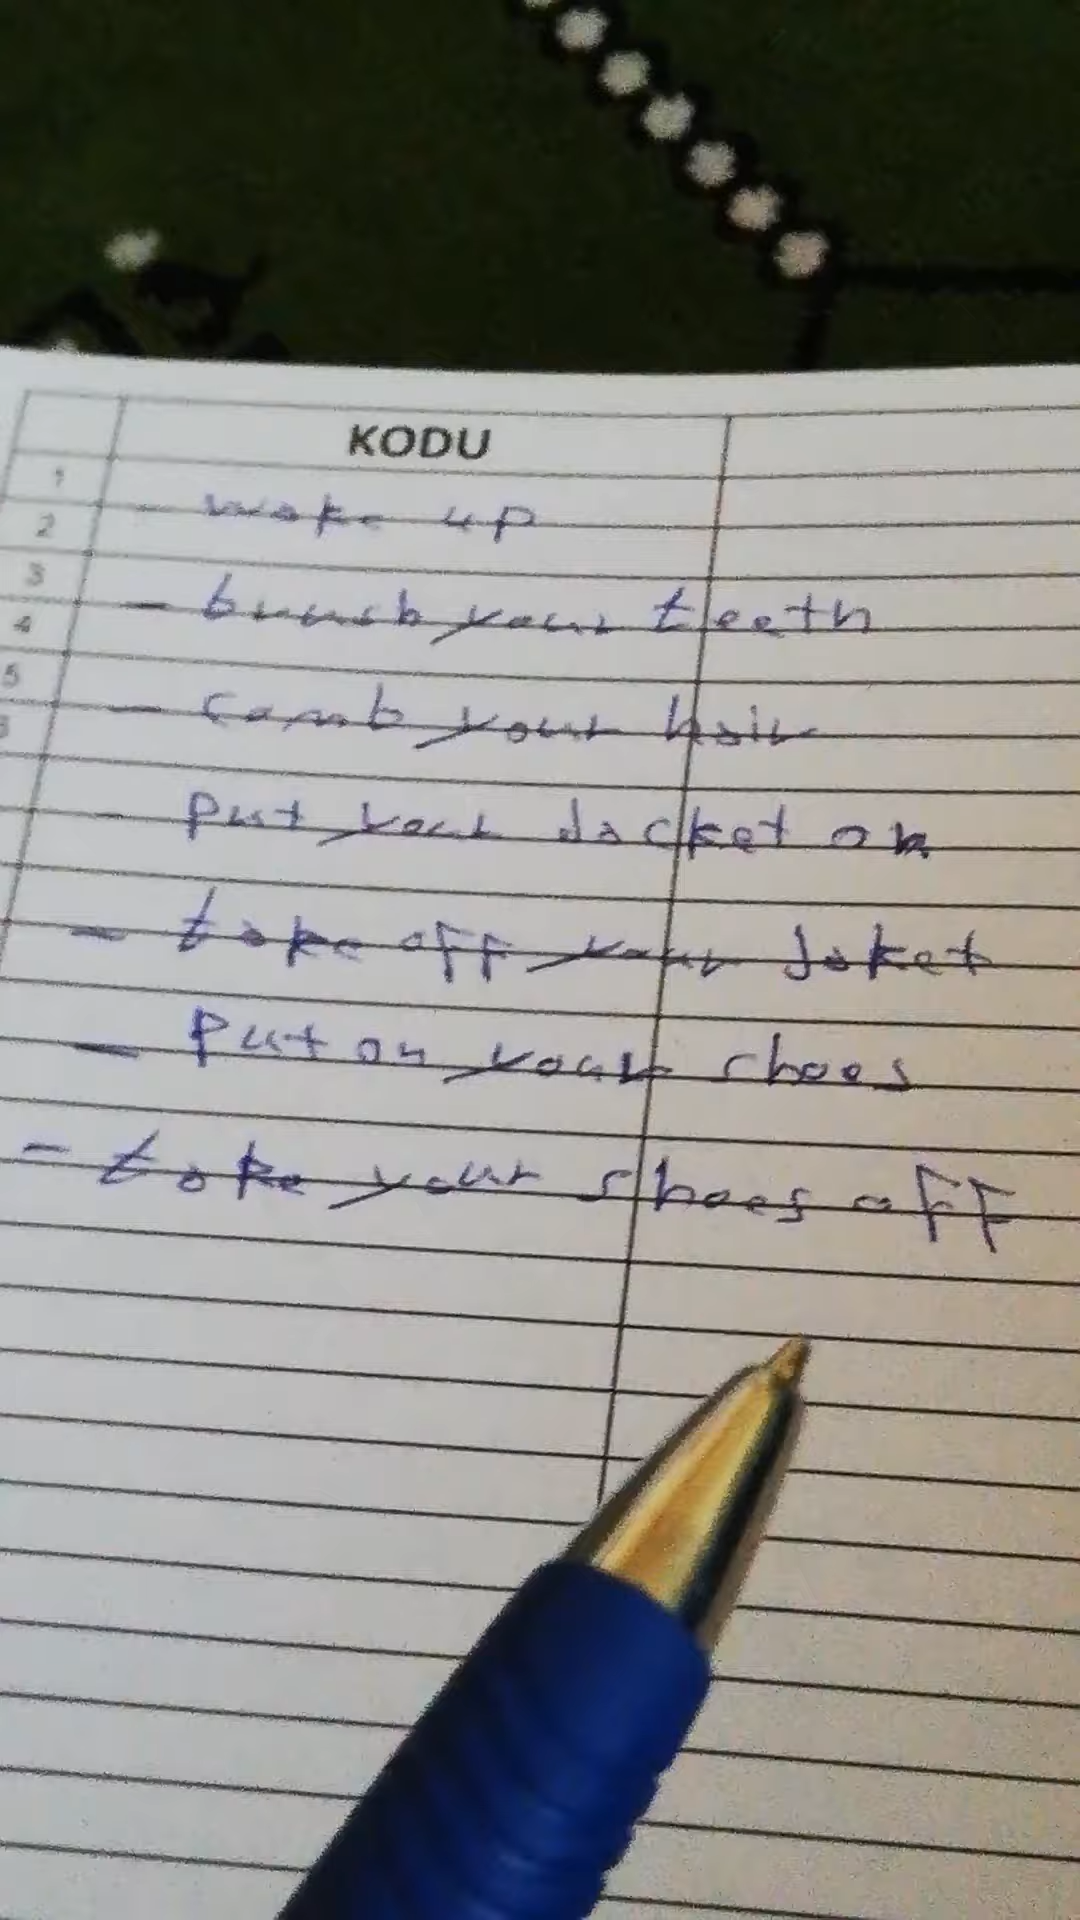 KODU
1
- wake up
2
3
- brush your teeth
4
5
- comb your hair
- put your Jacket on
- take off your Jaket
- Put on your shoes
- take your shoes off